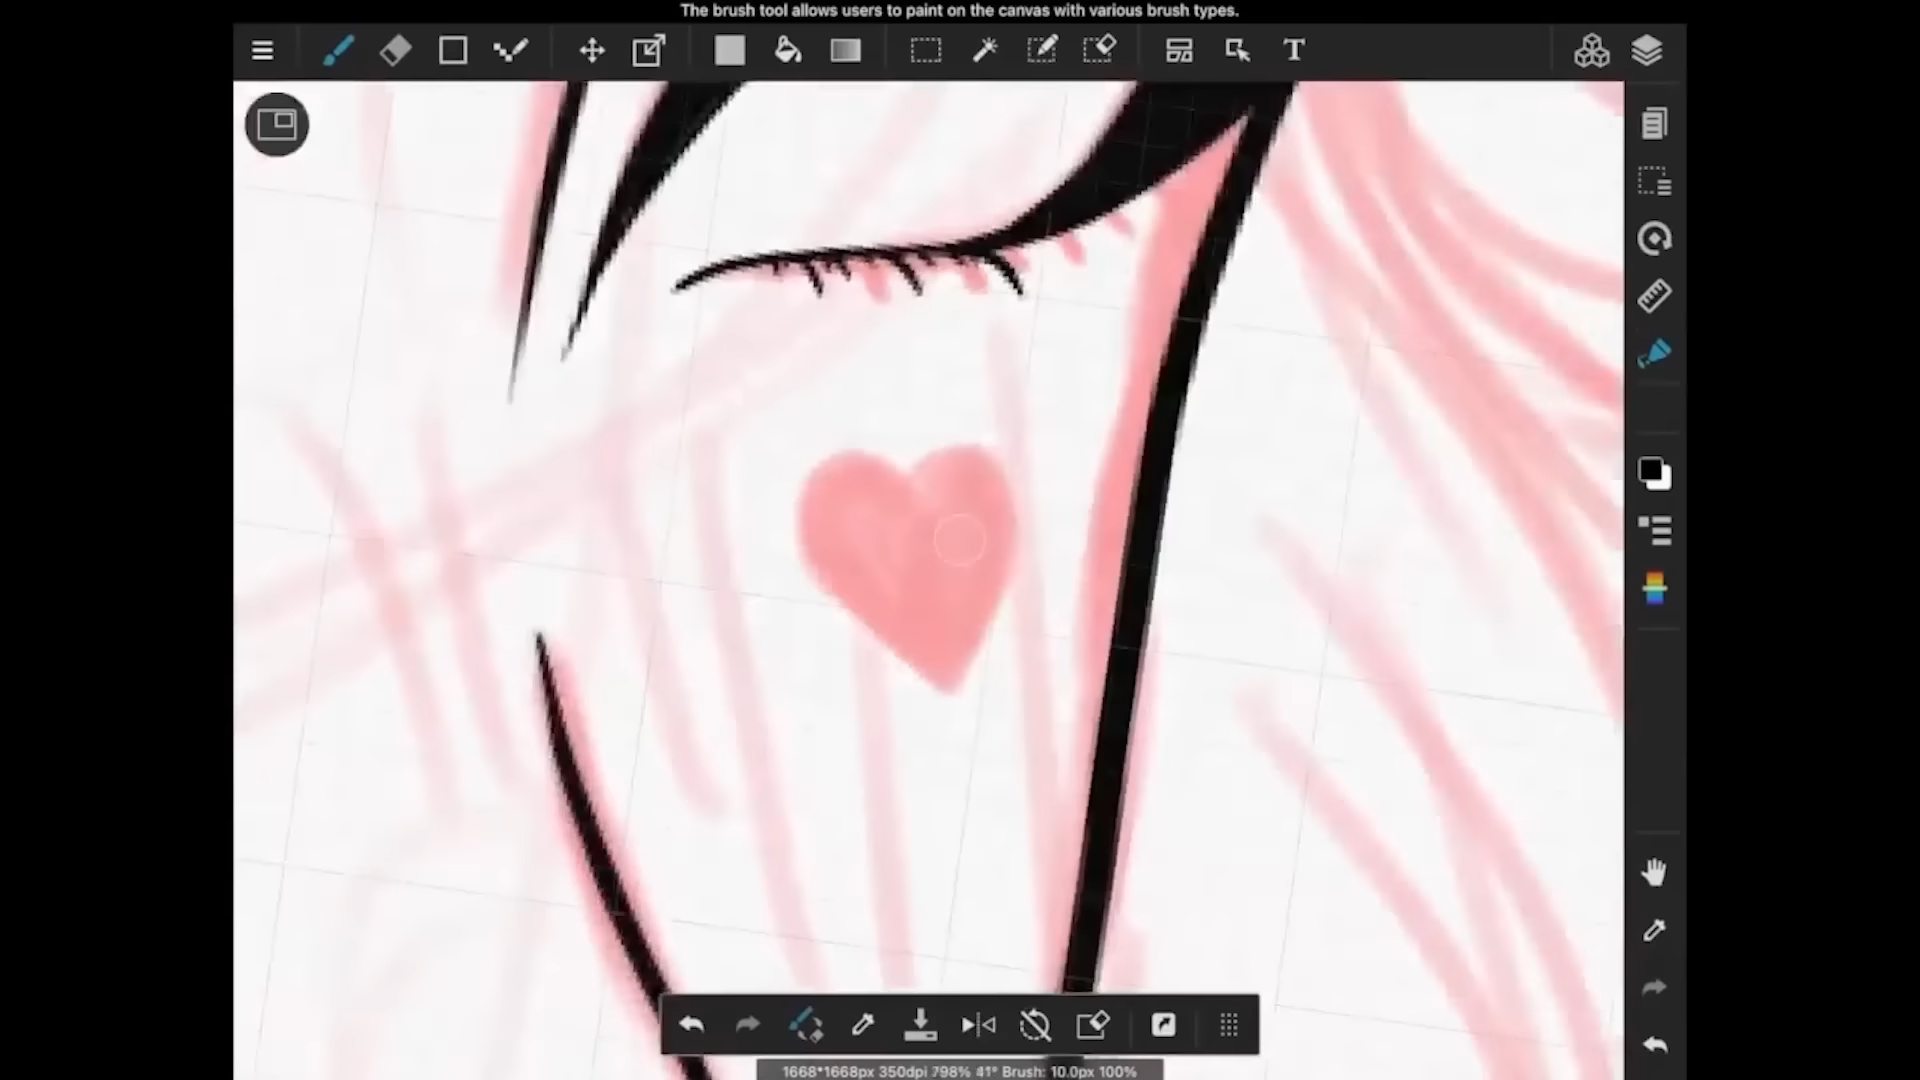 The brush tool allows users to paint on the canvas with various brush types.
T
1668*1668px 350dpi 798% 41° Brush: 10.0px 100%